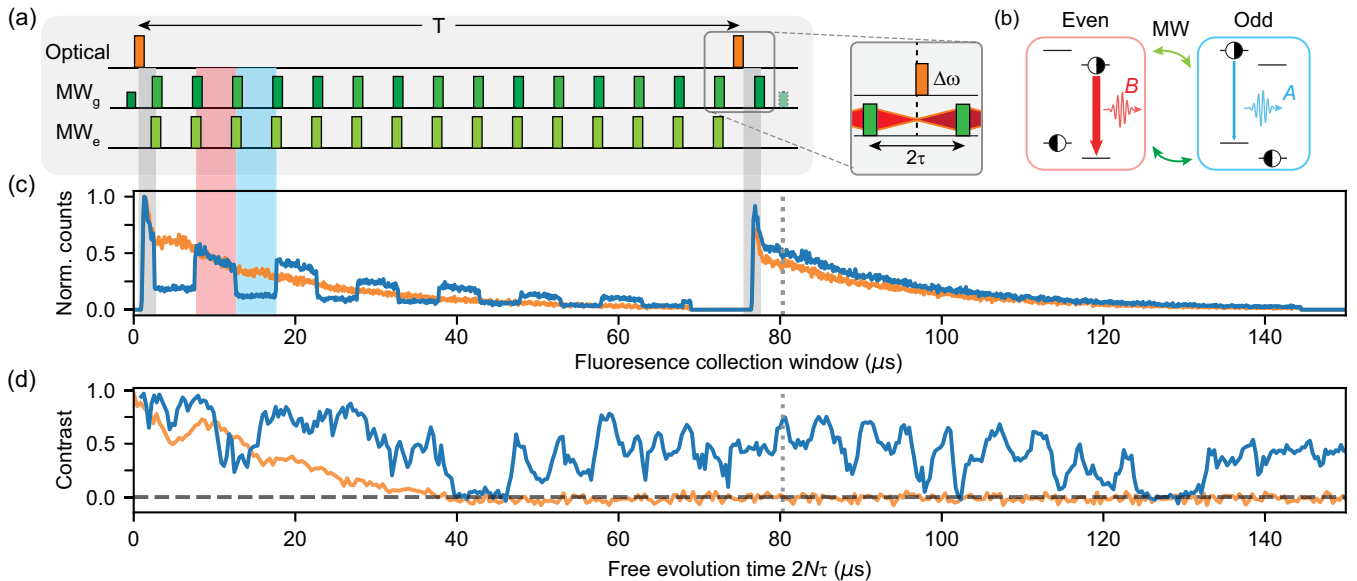 (a)
T
Optical
MWg
MWe
Δω
2τ
(b)
Even
MW
Odd
B
A
(c)
Norm. counts
1.0
0.5
0.0
0
20
40
60
80
100
120
140
Fluoresence collection window (μs)
(d)
Contrast
1.0
0.5
0.0
0
20
40
60
80
100
120
140
Free evolution time 2Nτ (μs)